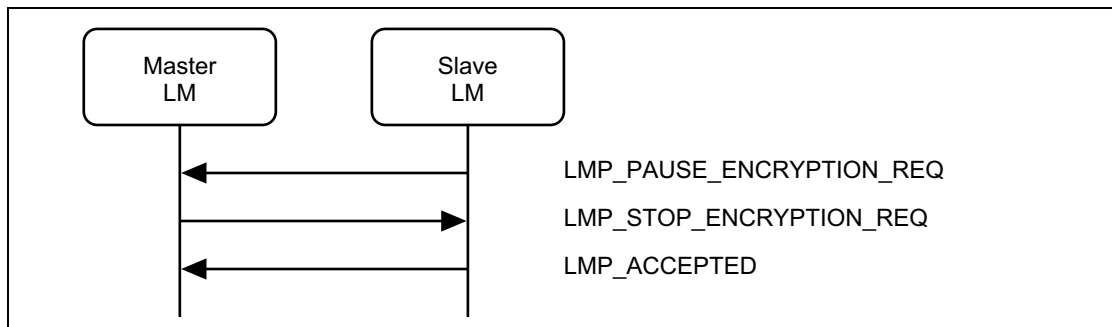 Master
LM
Slave
LM
LMP_PAUSE_ENCRYPTION_REQ
LMP_STOP_ENCRYPTION_REQ
LMP_ACCEPTED